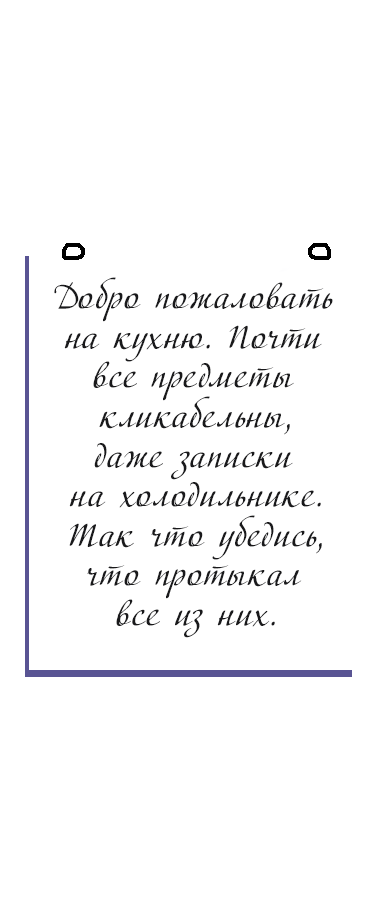 Добро пожаловать
на кухню. Почти
все предметы
кликабельны,
даже записки
на холодильнике.
Так что убедись,
что протыкал
все из них.